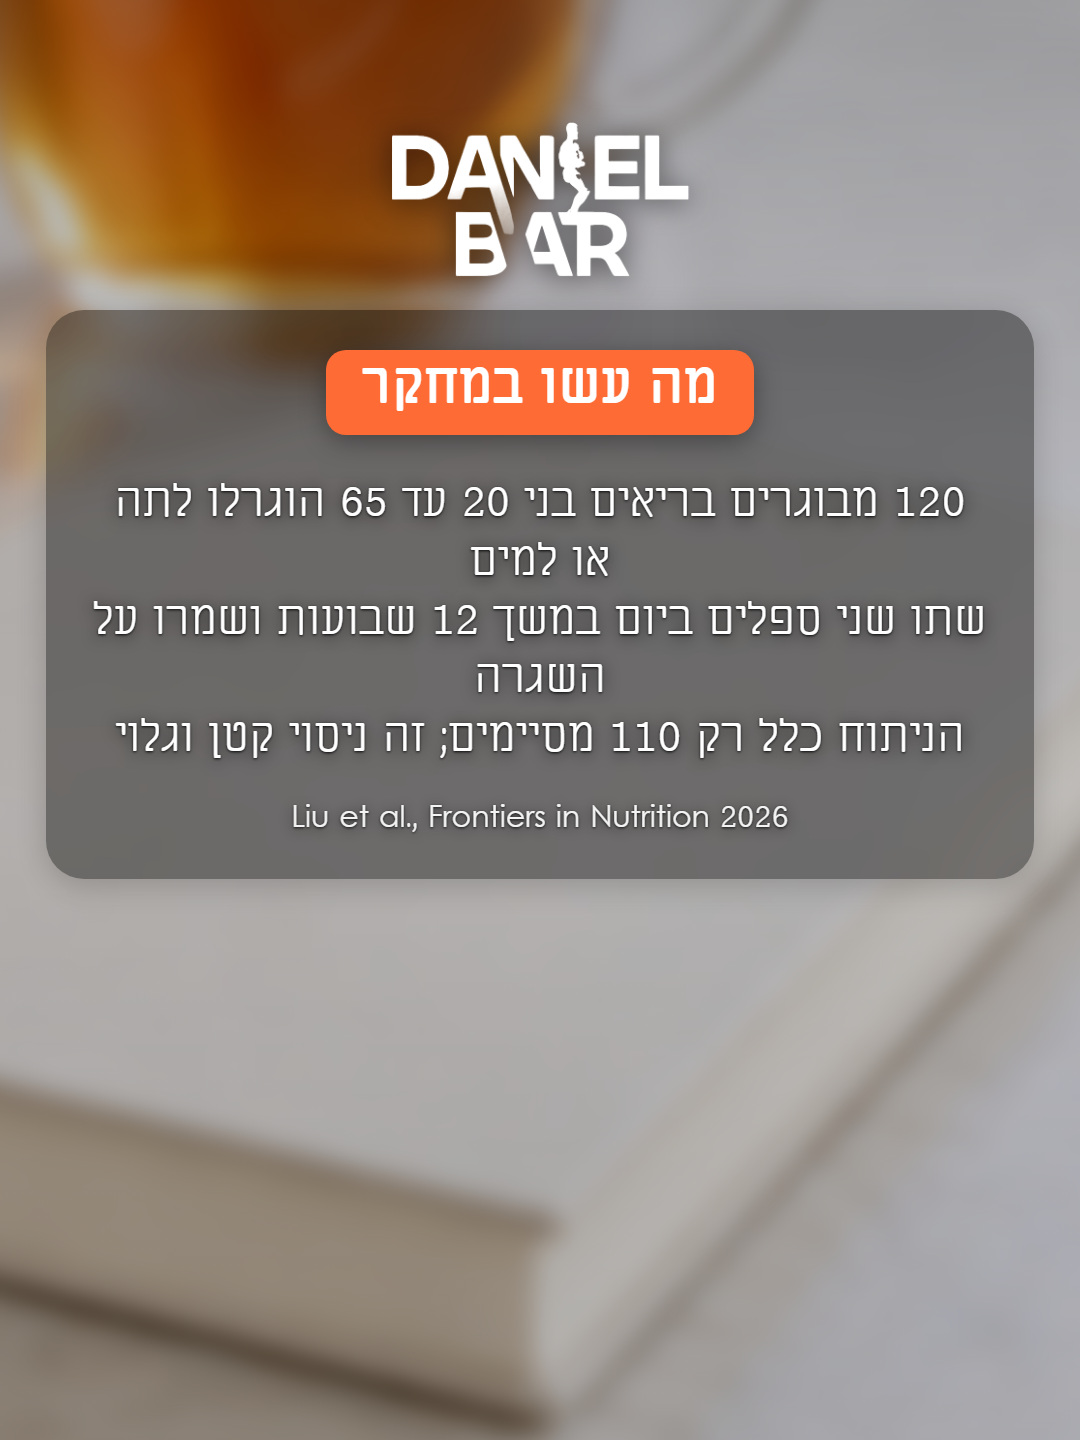 DANIEL
BAR
מה עשו במחקר
120 מבוגרים בריאים בני 20 עד 65 הוגרלו לתה
או למים
שתו שני ספלים ביום במשך 12 שבועות ושמרו על
השגרה
הניתוח כלל רק 110 מסיימים; זה ניסוי קטן וגלוי
Liu et al., Frontiers in Nutrition 2026